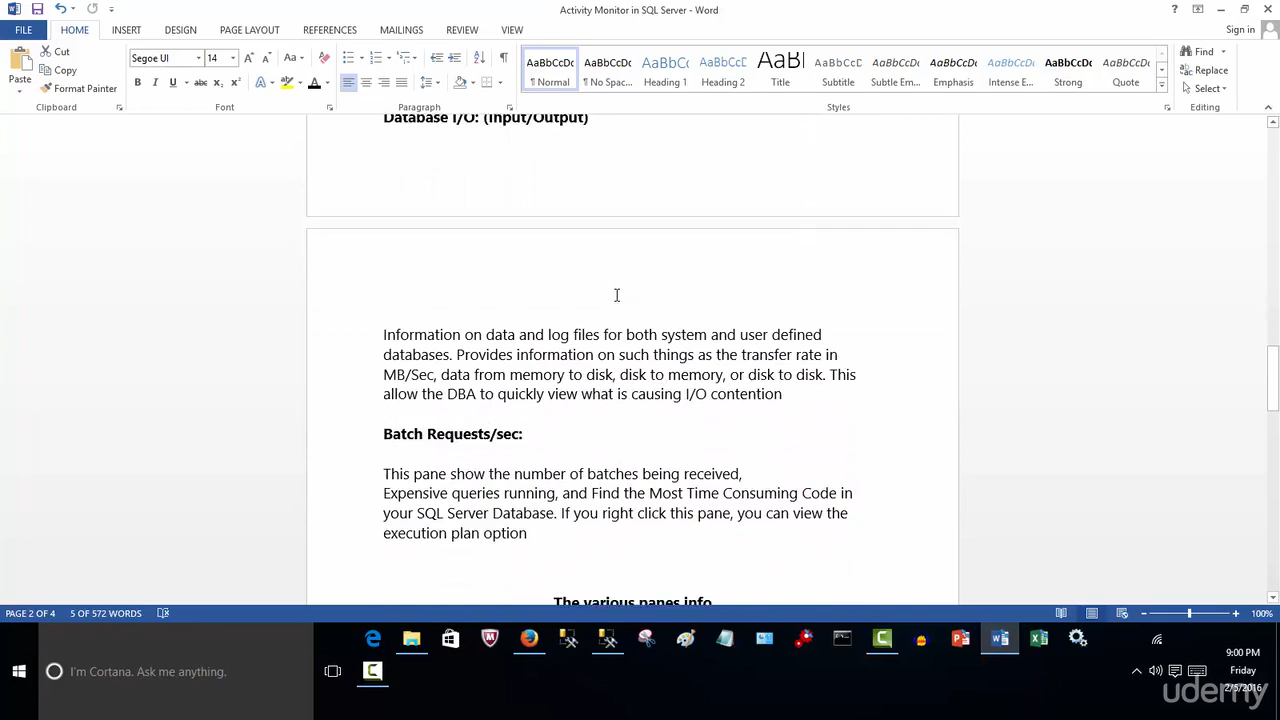 Activity Monitor in SQL Server - Word
Sign in
FILE HOME INSERT DESIGN PAGE LAYOUT REFERENCES MAILINGS REVIEW VIEW
Paste
Cut
Copy
Format Painter
Clipboard
Segoe UI 14
Font
Paragraph
AaBbCcDc AaBbCcDc AaBbC AaBbCcC AaBl AaBbCcD AaBbCcDc AaBbCcDc AaBbCcDc AaBbCcDc AaBbCcDc
¶ Normal ¶ No Spac... Heading 1 Heading 2 Title Subtitle Subtle Em... Emphasis Intense E... Strong Quote
Styles
Find
Replace
Select
Editing
Database I/O: (Input/Output)
Information on data and log files for both system and user defined
databases. Provides information on such things as the transfer rate in
MB/Sec, data from memory to disk, disk to memory, or disk to disk. This
allow the DBA to quickly view what is causing I/O contention
Batch Requests/sec:
This pane show the number of batches being received,
Expensive queries running, and Find the Most Time Consuming Code in
your SQL Server Database. If you right click this pane, you can view the
execution plan option
The various panes info
PAGE 2 OF 4 5 OF 572 WORDS
100%
I'm Cortana. Ask me anything.
9:00 PM
Friday
2/5/2016
udemy